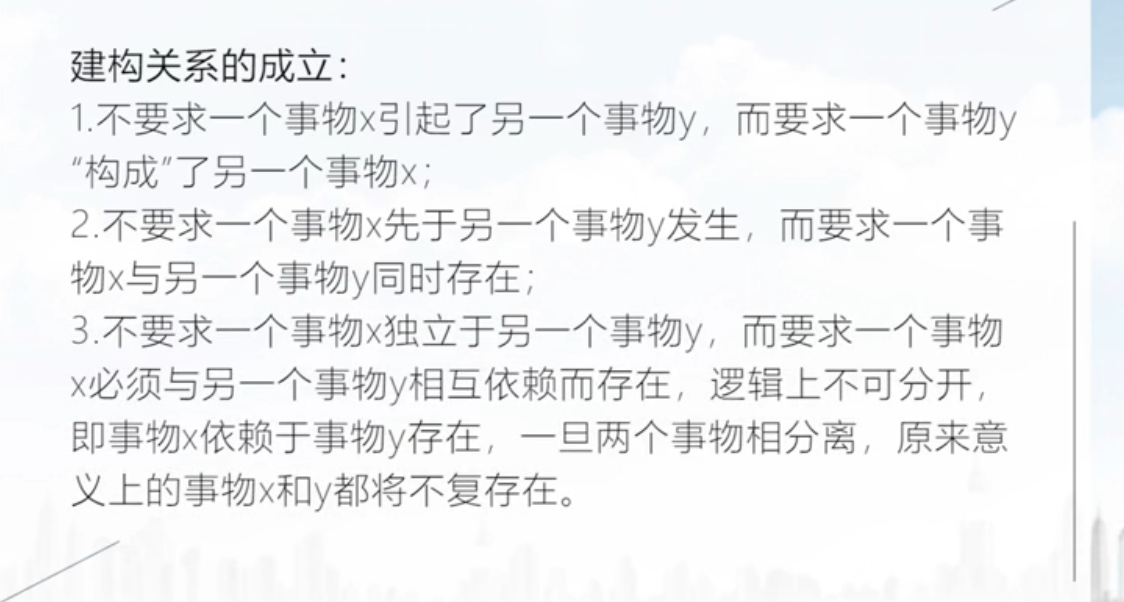 建构关系的成立：
1.不要求一个事物x引起了另一个事物y，而要求一个事物y
“构成”了另一个事物x；
2.不要求一个事物x先于另一个事物y发生，而要求一个事
物x与另一个事物y同时存在；
3.不要求一个事物x独立于另一个事物y，而要求一个事物
x必须与另一个事物y相互依赖而存在，逻辑上不可分开，
即事物x依赖于事物y存在，一旦两个事物相分离，原来意
义上的事物x和y都将不复存在。